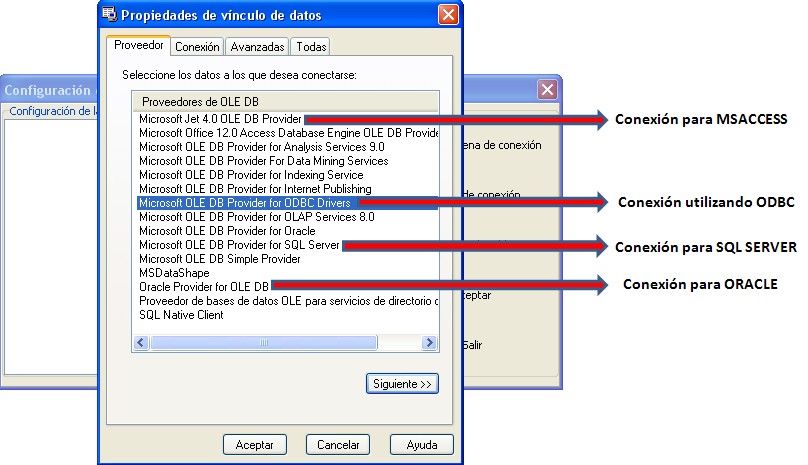 Propiedades de vínculo de datos
Proveedor
Conexión
Avanzadas
Todas
Configuración
Configuración de la
Seleccione los datos a los que desea conectarse:
Proveedores de OLE DB
Microsoft Jet 4.0 OLE DB Provider
Microsoft Office 12.0 Access Database Engine OLE DB Provide
Microsoft OLE DB Provider for Analysis Services 9.0
Microsoft OLE DB Provider For Data Mining Services
Microsoft OLE DB Provider for Indexing Service
Microsoft OLE DB Provider for Internet Publishing
Microsoft OLE DB Provider for ODBC Drivers
Microsoft OLE DB Provider for OLAP Services 8.0
Microsoft OLE DB Provider for Oracle
Microsoft OLE DB Provider for SQL Server
Microsoft OLE DB Simple Provider
MSDataShape
Oracle Provider for OLE DB
Proveedor de bases de datos OLE para servicios de directorio
SQL Native Client
Siguiente >>
Aceptar
Cancelar
Ayuda
ena de conexión
de conexión
ceptar
Salir
Conexión para MSACCESS
Conexión utilizando ODBC
Conexión para SQL SERVER
Conexión para ORACLE